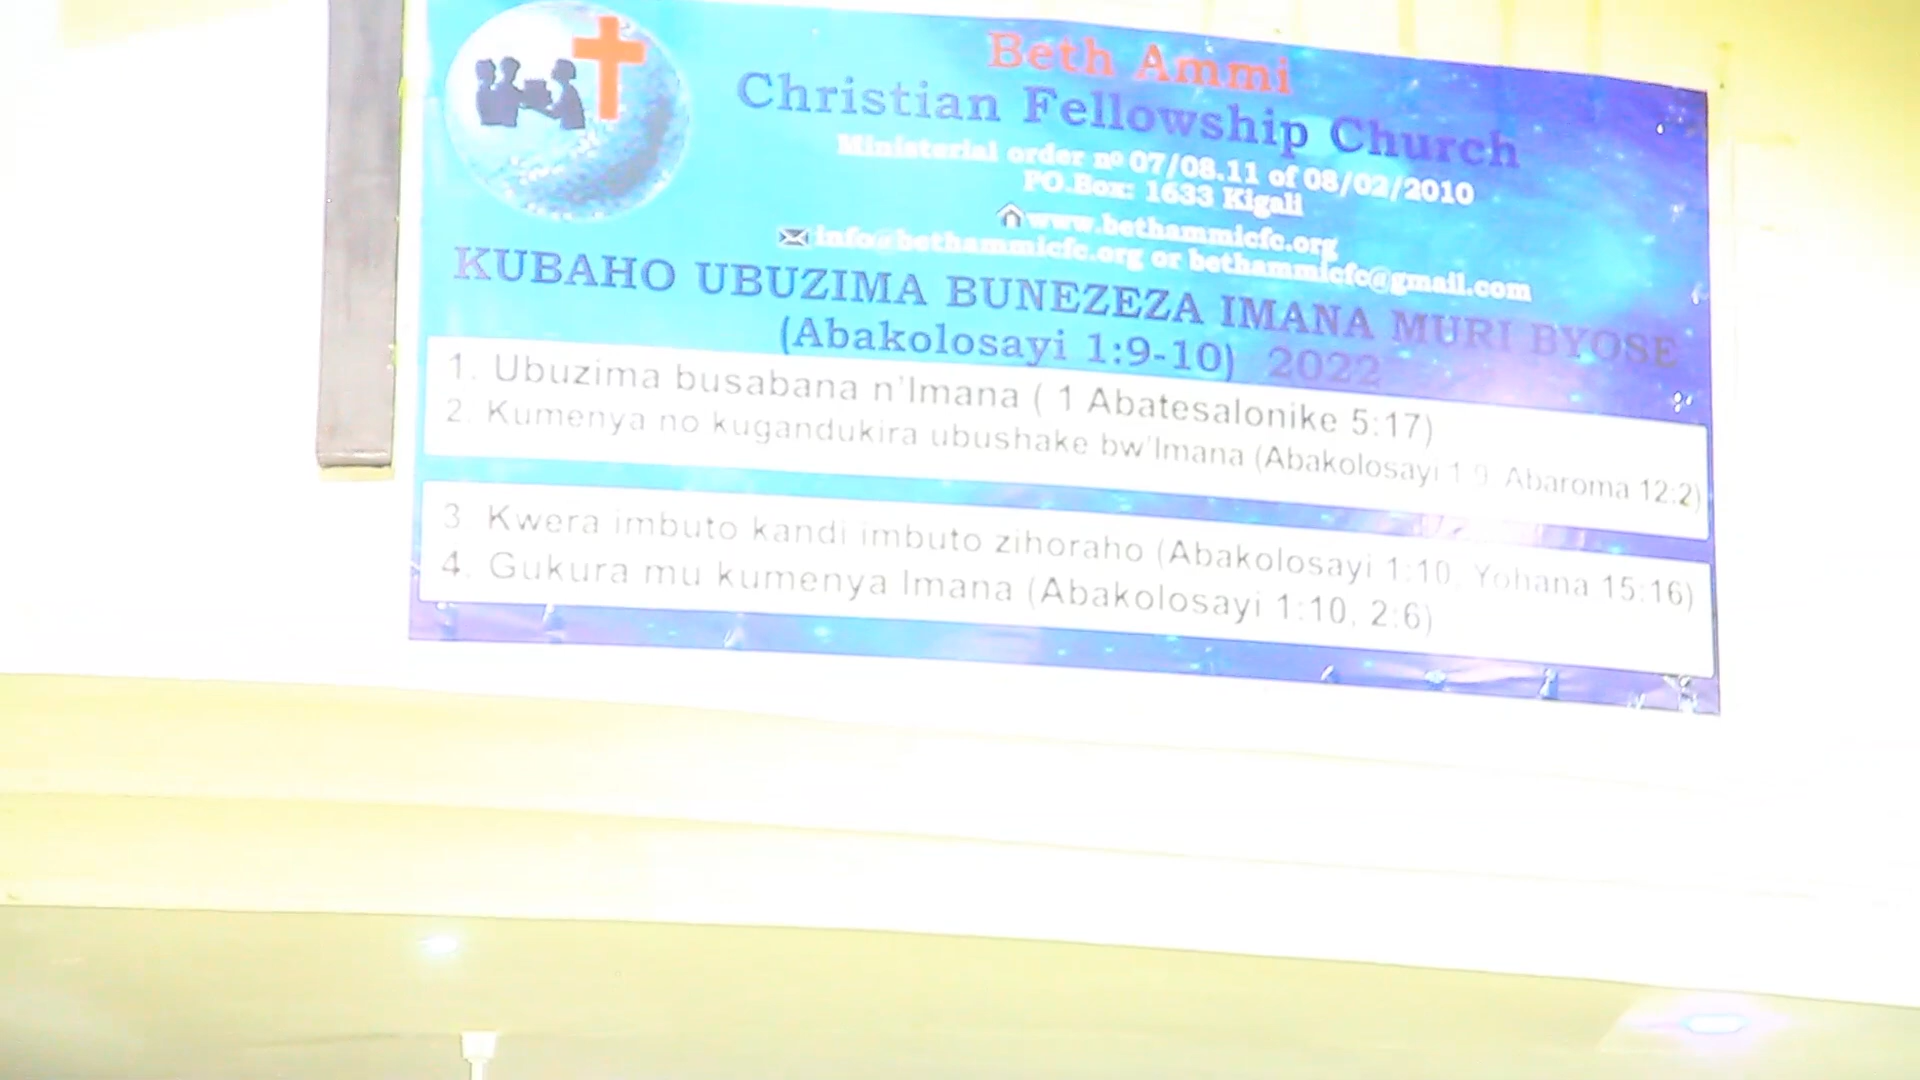 Beth Ammi
Christian Fellowship Church
Ministerial order nº 07/08.11 of 08/02/2010
PO.Box: 1633 Kigali
www.bethammicfc.org
info@bethammicfc.org or bethammicfc@gmail.com
KUBAHO UBUZIMA BUNEZEZA IMANA MURI BYOSE
(Abakolosayi 1:9-10) 2022
1. Ubuzima busabana n'Imana ( 1 Abatesalonike 5:17)
2. Kumenya no kugandukira ubushake bw'Imana (Abakolosayi 1 9 Abaroma 12:2)
3 Kwera imbuto kandi imbuto zihoraho (Abakolosayi 1:10, Yohana 15:16)
4. Gukura mu kumenya Imana (Abakolosayi 1:10, 2:6)